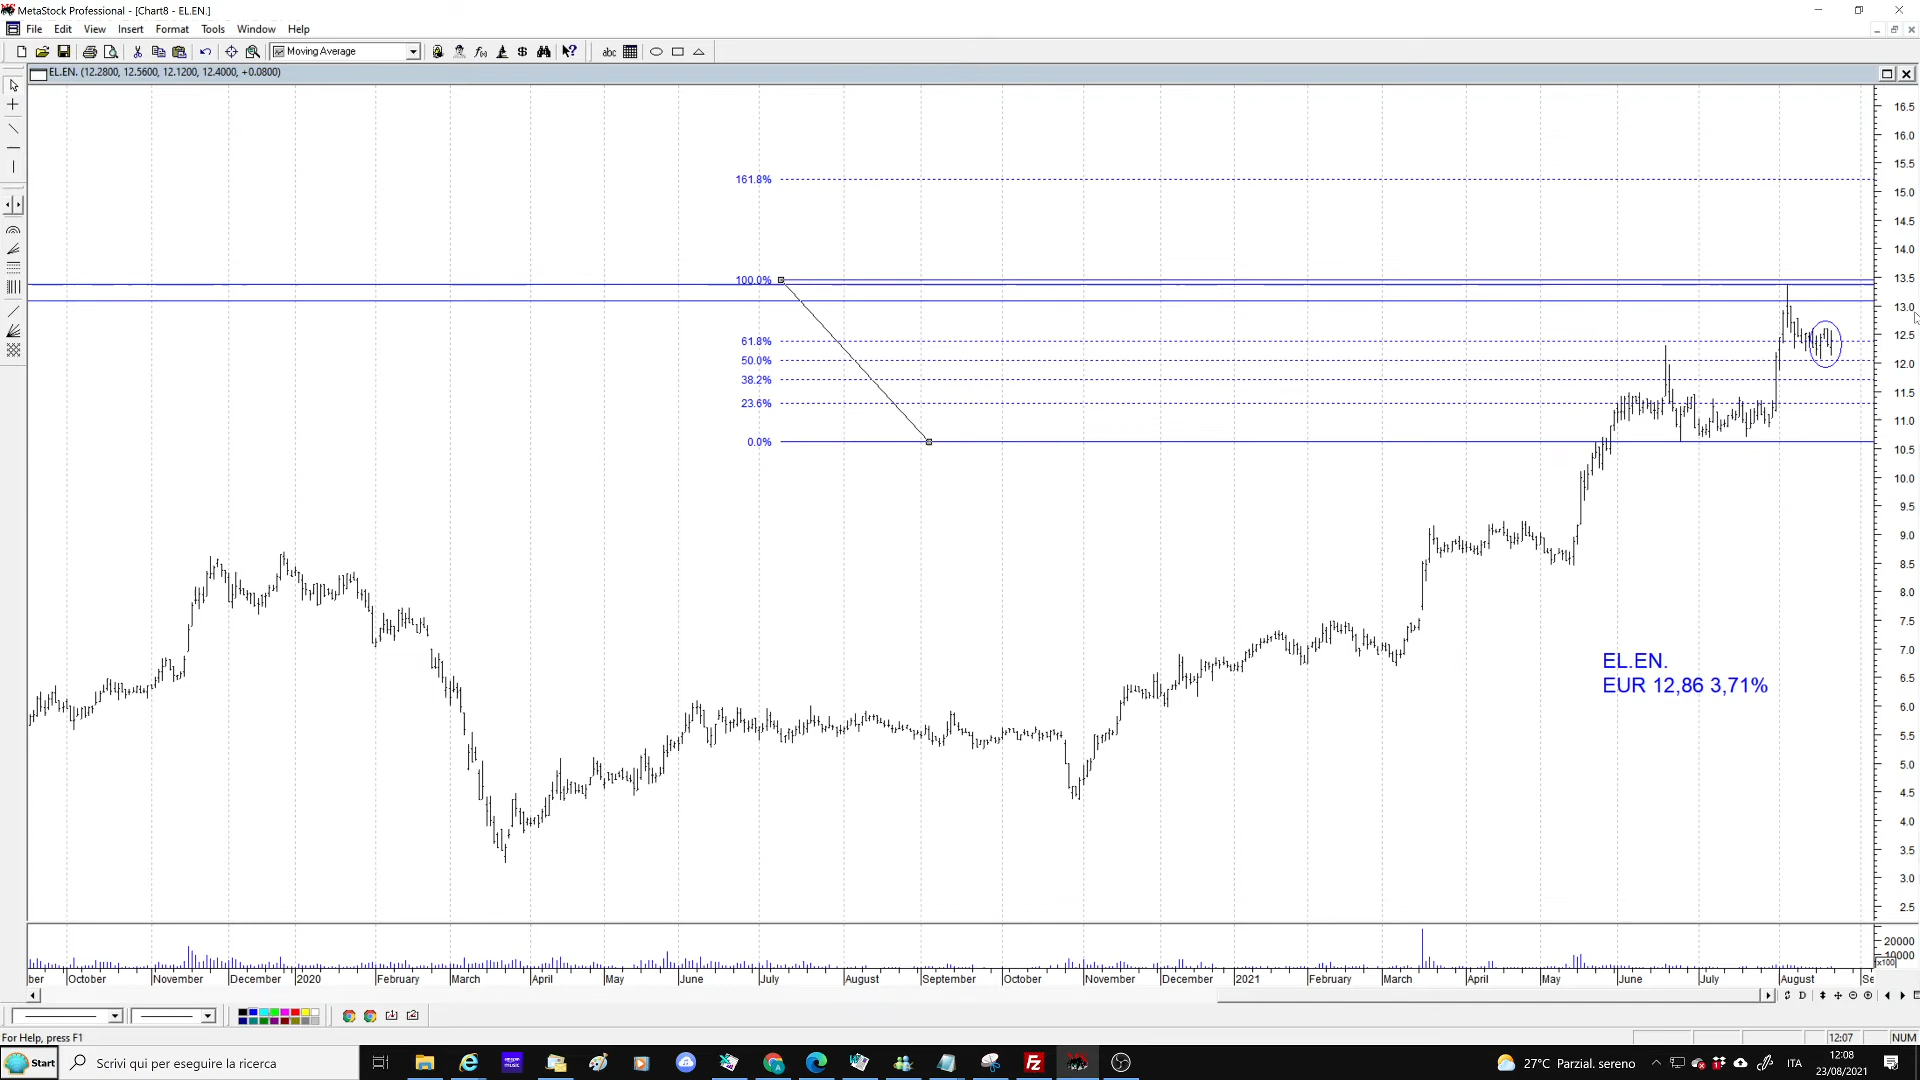 MetaStock Professional - [Chart8 - EL.EN.]
File Edit View Insert Format Tools Window Help
Moving Average
abc
EL.EN. (12.2800, 12.5600, 12.1200, 12.4000, +0.0800)
161.8%
100.0%
61.8%
50.0%
38.2%
23.6%
0.0%
16.5
16.0
15.5
15.0
14.5
14.0
13.5
13.0
12.5
12.0
11.5
11.0
10.5
10.0
9.5
9.0
8.5
8.0
7.5
7.0
6.5
6.0
5.5
5.0
4.5
4.0
3.5
3.0
2.5
EL.EN.
EUR 12,86 3,71%
20000
10000
x100
ber October November December 2020 February March April May June July August September October November December 2021 February March April May June July August Se
D
For Help, press F1
12:07 NUM
Start Scrivi qui per eseguire la ricerca
27°C Parzial. sereno ITA
12:08
23/08/2021